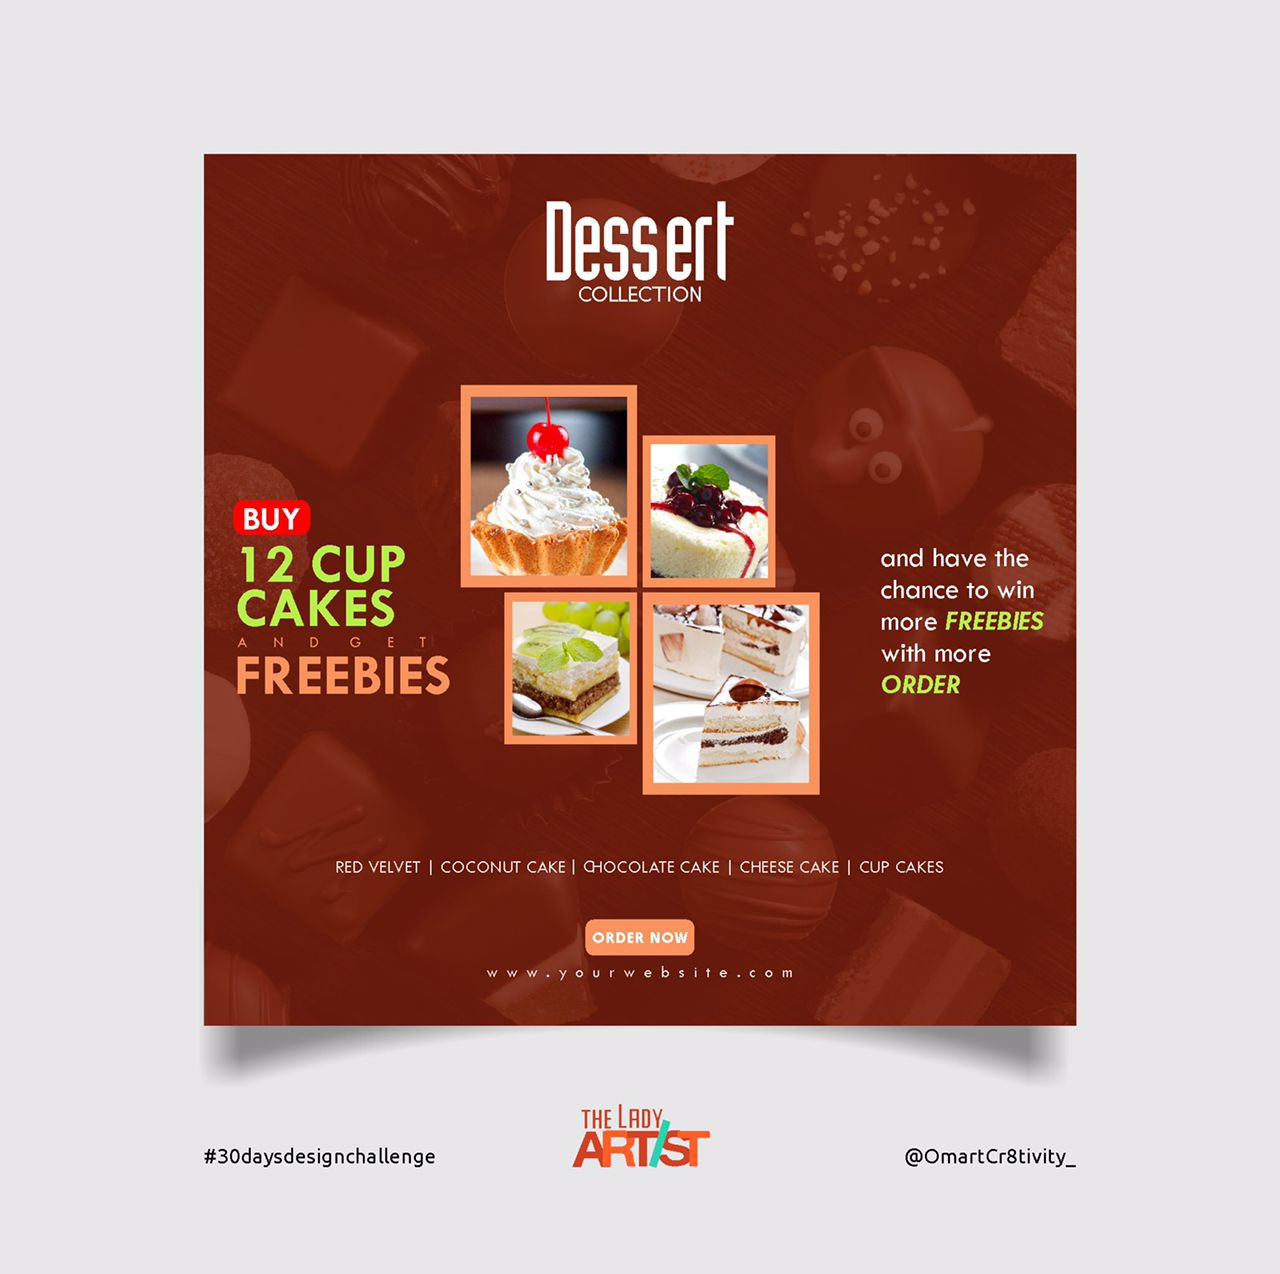 Dessert
COLLECTION
BUY
12 CUP
CAKES
AND GET
FREEBIES
and have the
chance to win
more FREEBIES
with more
ORDER
RED VELVET | COCONUT CAKE | CHOCOLATE CAKE | CHEESE CAKE | CUP CAKES
ORDER NOW
www.yourwebsite.com
THE LADY
ARTIST
#30daysdesignchallenge
@OmartCr8tivity_